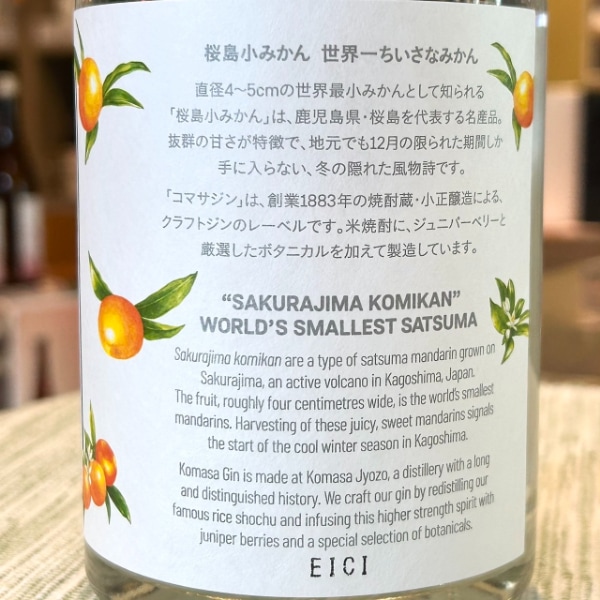 桜島小みかん 世界一ちいさなみかん
直径4〜5cmの世界最小みかんとして知られる
「桜島小みかん」は、鹿児島県・桜島を代表する名産品。
抜群の甘さが特徴で、地元でも12月の限られた期間しか
手に入らない、冬の隠れた風物詩です。
「コマサジン」は、創業1883年の焼酎蔵・小正醸造による、
クラフトジンのレーベルです。米焼酎に、ジュニパーベリーと
厳選したボタニカルを加えて製造しています。
“SAKURAJIMA KOMIKAN”
WORLD'S SMALLEST SATSUMA
Sakurajima komikan are a type of satsuma mandarin grown on
Sakurajima, an active volcano in Kagoshima, Japan.
The fruit, roughly four centimetres wide, is the world's smallest
mandarins. Harvesting of these juicy, sweet mandarins signals
the start of the cool winter season in Kagoshima.
Komasa Gin is made at Komasa Jyozo, a distillery with a long
and distinguished history. We craft our gin by redistilling our
famous rice shochu and infusing this higher strength spirit with
juniper berries and a special selection of botanicals.
EICI